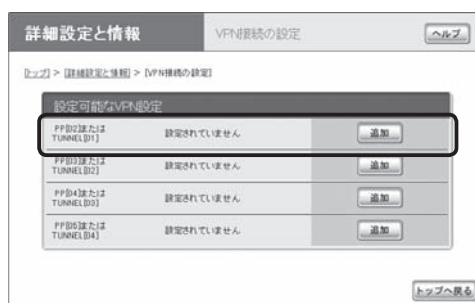 詳細設定と情報
VPN接続の設定
ヘルプ
[トップ] > [詳細設定と情報] > [VPN接続の設定]
設定可能なVPN設定
PP[02]または
TUNNEL[01]
設定されていません
追加
PP[03]または
TUNNEL[02]
設定されていません
追加
PP[04]または
TUNNEL[03]
設定されていません
追加
PP[05]または
TUNNEL[04]
設定されていません
追加
トップへ戻る